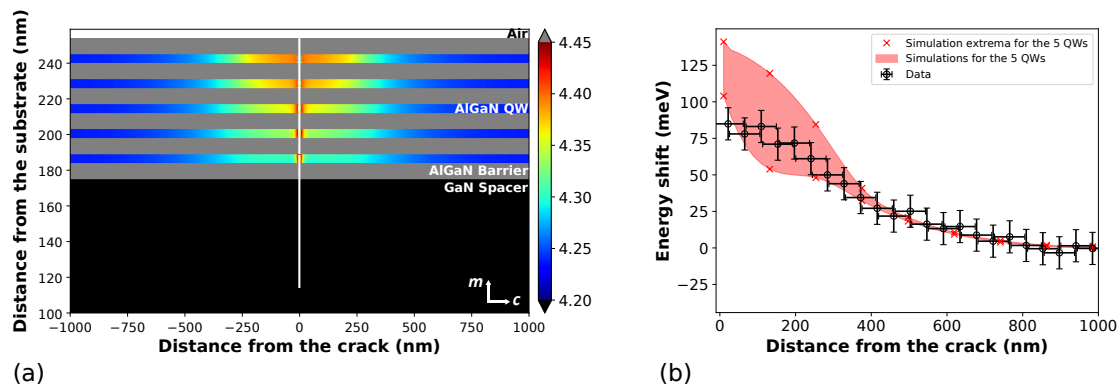 Distance from the substrate (nm)
240
220
200
180
160
140
120
100
Air
AlGaN QW
AlGaN Barrier
GaN Spacer
m
c
−1000 −750 −500 −250 0 250 500 750 1000
Distance from the crack (nm)
4.45
4.40
4.35
4.30
4.25
4.20
(a)
Energy shift (meV)
125
100
75
50
25
0
−25
Simulation extrema for the 5 QWs
Simulations for the 5 QWs
Data
0 200 400 600 800 1000
Distance from the crack (nm)
(b)